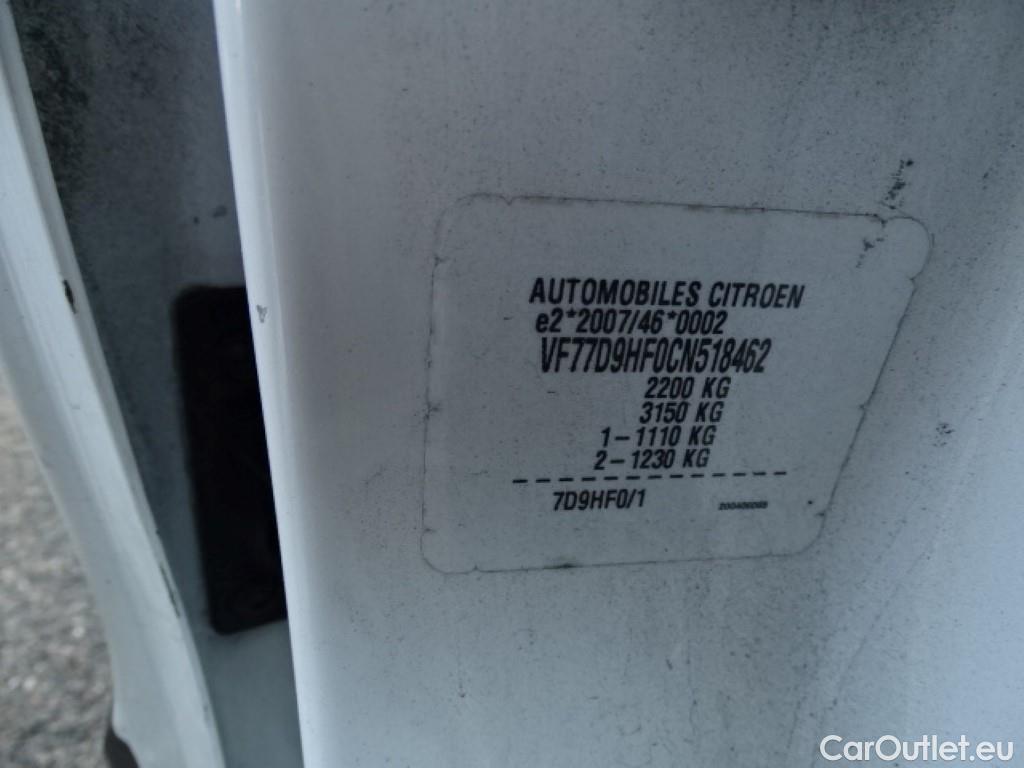 AUTOMOBILES CITROEN
e2*2007/46*0002
VF77D9HF0CN518462
2200 KG
3150 KG
1-1110 KG
2-1230 KG
7D9HF0/1
CarOutlet.eu